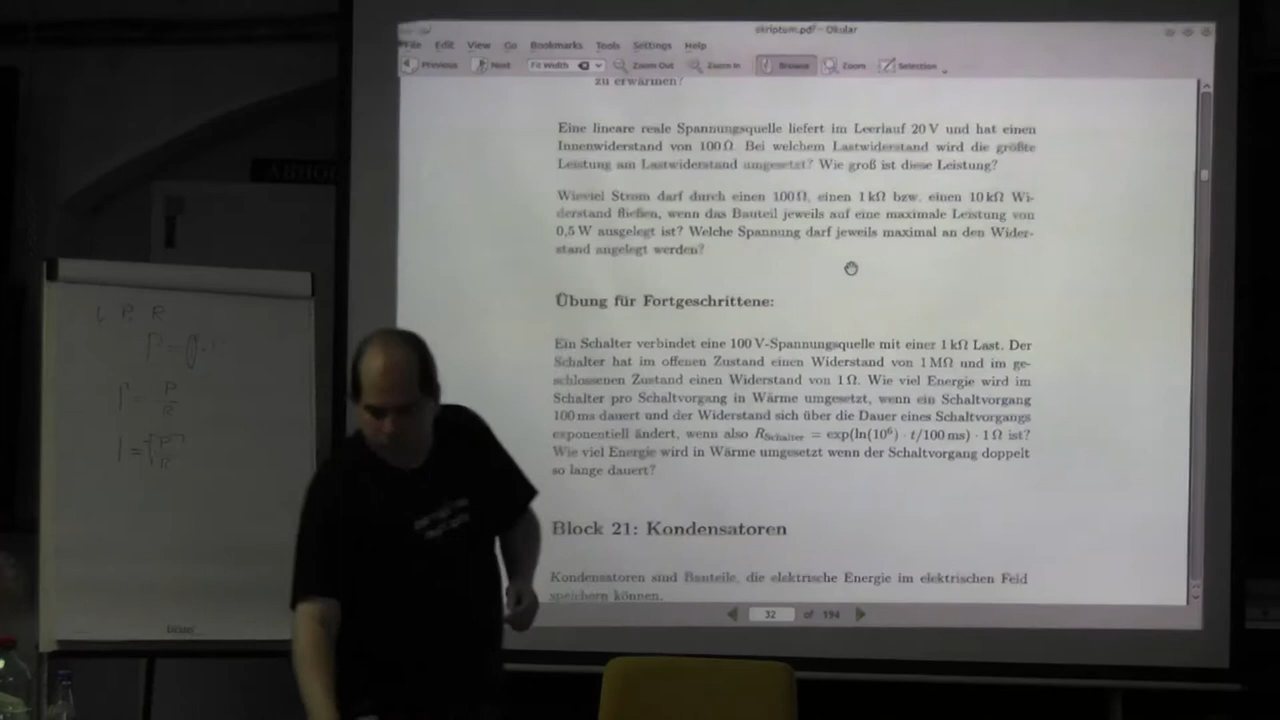 skriptum.pdf – Okular
File Edit View Go Bookmarks Tools Settings Help
Previous Next Fit Width Zoom Out Zoom In Browse Zoom Selection
zu erwärmen?
Eine lineare reale Spannungsquelle liefert im Leerlauf 20 V und hat einen
Innenwiderstand von 100 Ω. Bei welchem Lastwiderstand wird die größte
Leistung am Lastwiderstand umgesetzt? Wie groß ist diese Leistung?
Wieviel Strom darf durch einen 100 Ω, einen 1 kΩ bzw. einen 10 kΩ Wi-
derstand fließen, wenn das Bauteil jeweils auf eine maximale Leistung von
0,5 W ausgelegt ist? Welche Spannung darf jeweils maximal an den Wider-
stand angelegt werden?
Übung für Fortgeschrittene:
Ein Schalter verbindet eine 100 V-Spannungsquelle mit einer 1 kΩ Last. Der
Schalter hat im offenen Zustand einen Widerstand von 1 MΩ und im ge-
schlossenen Zustand einen Widerstand von 1 Ω. Wie viel Energie wird im
Schalter pro Schaltvorgang in Wärme umgesetzt, wenn ein Schaltvorgang
100 ms dauert und der Widerstand sich über die Dauer eines Schaltvorgangs
exponentiell ändert, wenn also R_Schalter = exp(ln(10⁶) · t/100 ms) · 1 Ω ist?
Wie viel Energie wird in Wärme umgesetzt wenn der Schaltvorgang doppelt
so lange dauert?
Block 21: Kondensatoren
Kondensatoren sind Bauteile, die elektrische Energie im elektrischen Feld
speichern können.
32 of 194